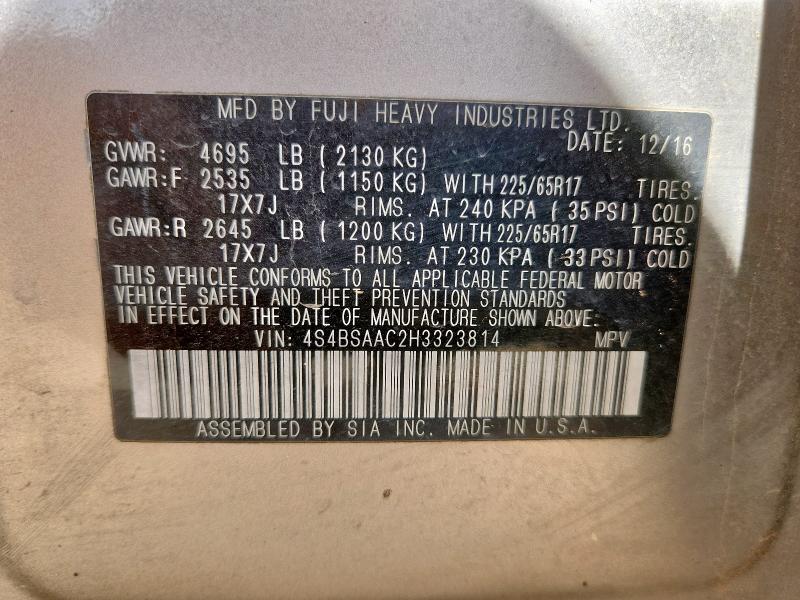 MFD BY FUJI HEAVY INDUSTRIES LTD.
DATE: 12/16
GVWR: 4695 LB ( 2130 KG)
GAWR:F 2535 LB ( 1150 KG) WITH 225/65R17 TIRES.
17X7J RIMS. AT 240 KPA ( 35 PSI) COLD
GAWR:R 2645 LB ( 1200 KG) WITH 225/65R17 TIRES.
17X7J RIMS. AT 230 KPA ( 33 PSI) COLD
THIS VEHICLE CONFORMS TO ALL APPLICABLE FEDERAL MOTOR
VEHICLE SAFETY AND THEFT PREVENTION STANDARDS
IN EFFECT ON THE DATE OF MANUFACTURE SHOWN ABOVE.
VIN: 4S4BSAAC2H3323814 MPV
ASSEMBLED BY SIA INC. MADE IN U.S.A.